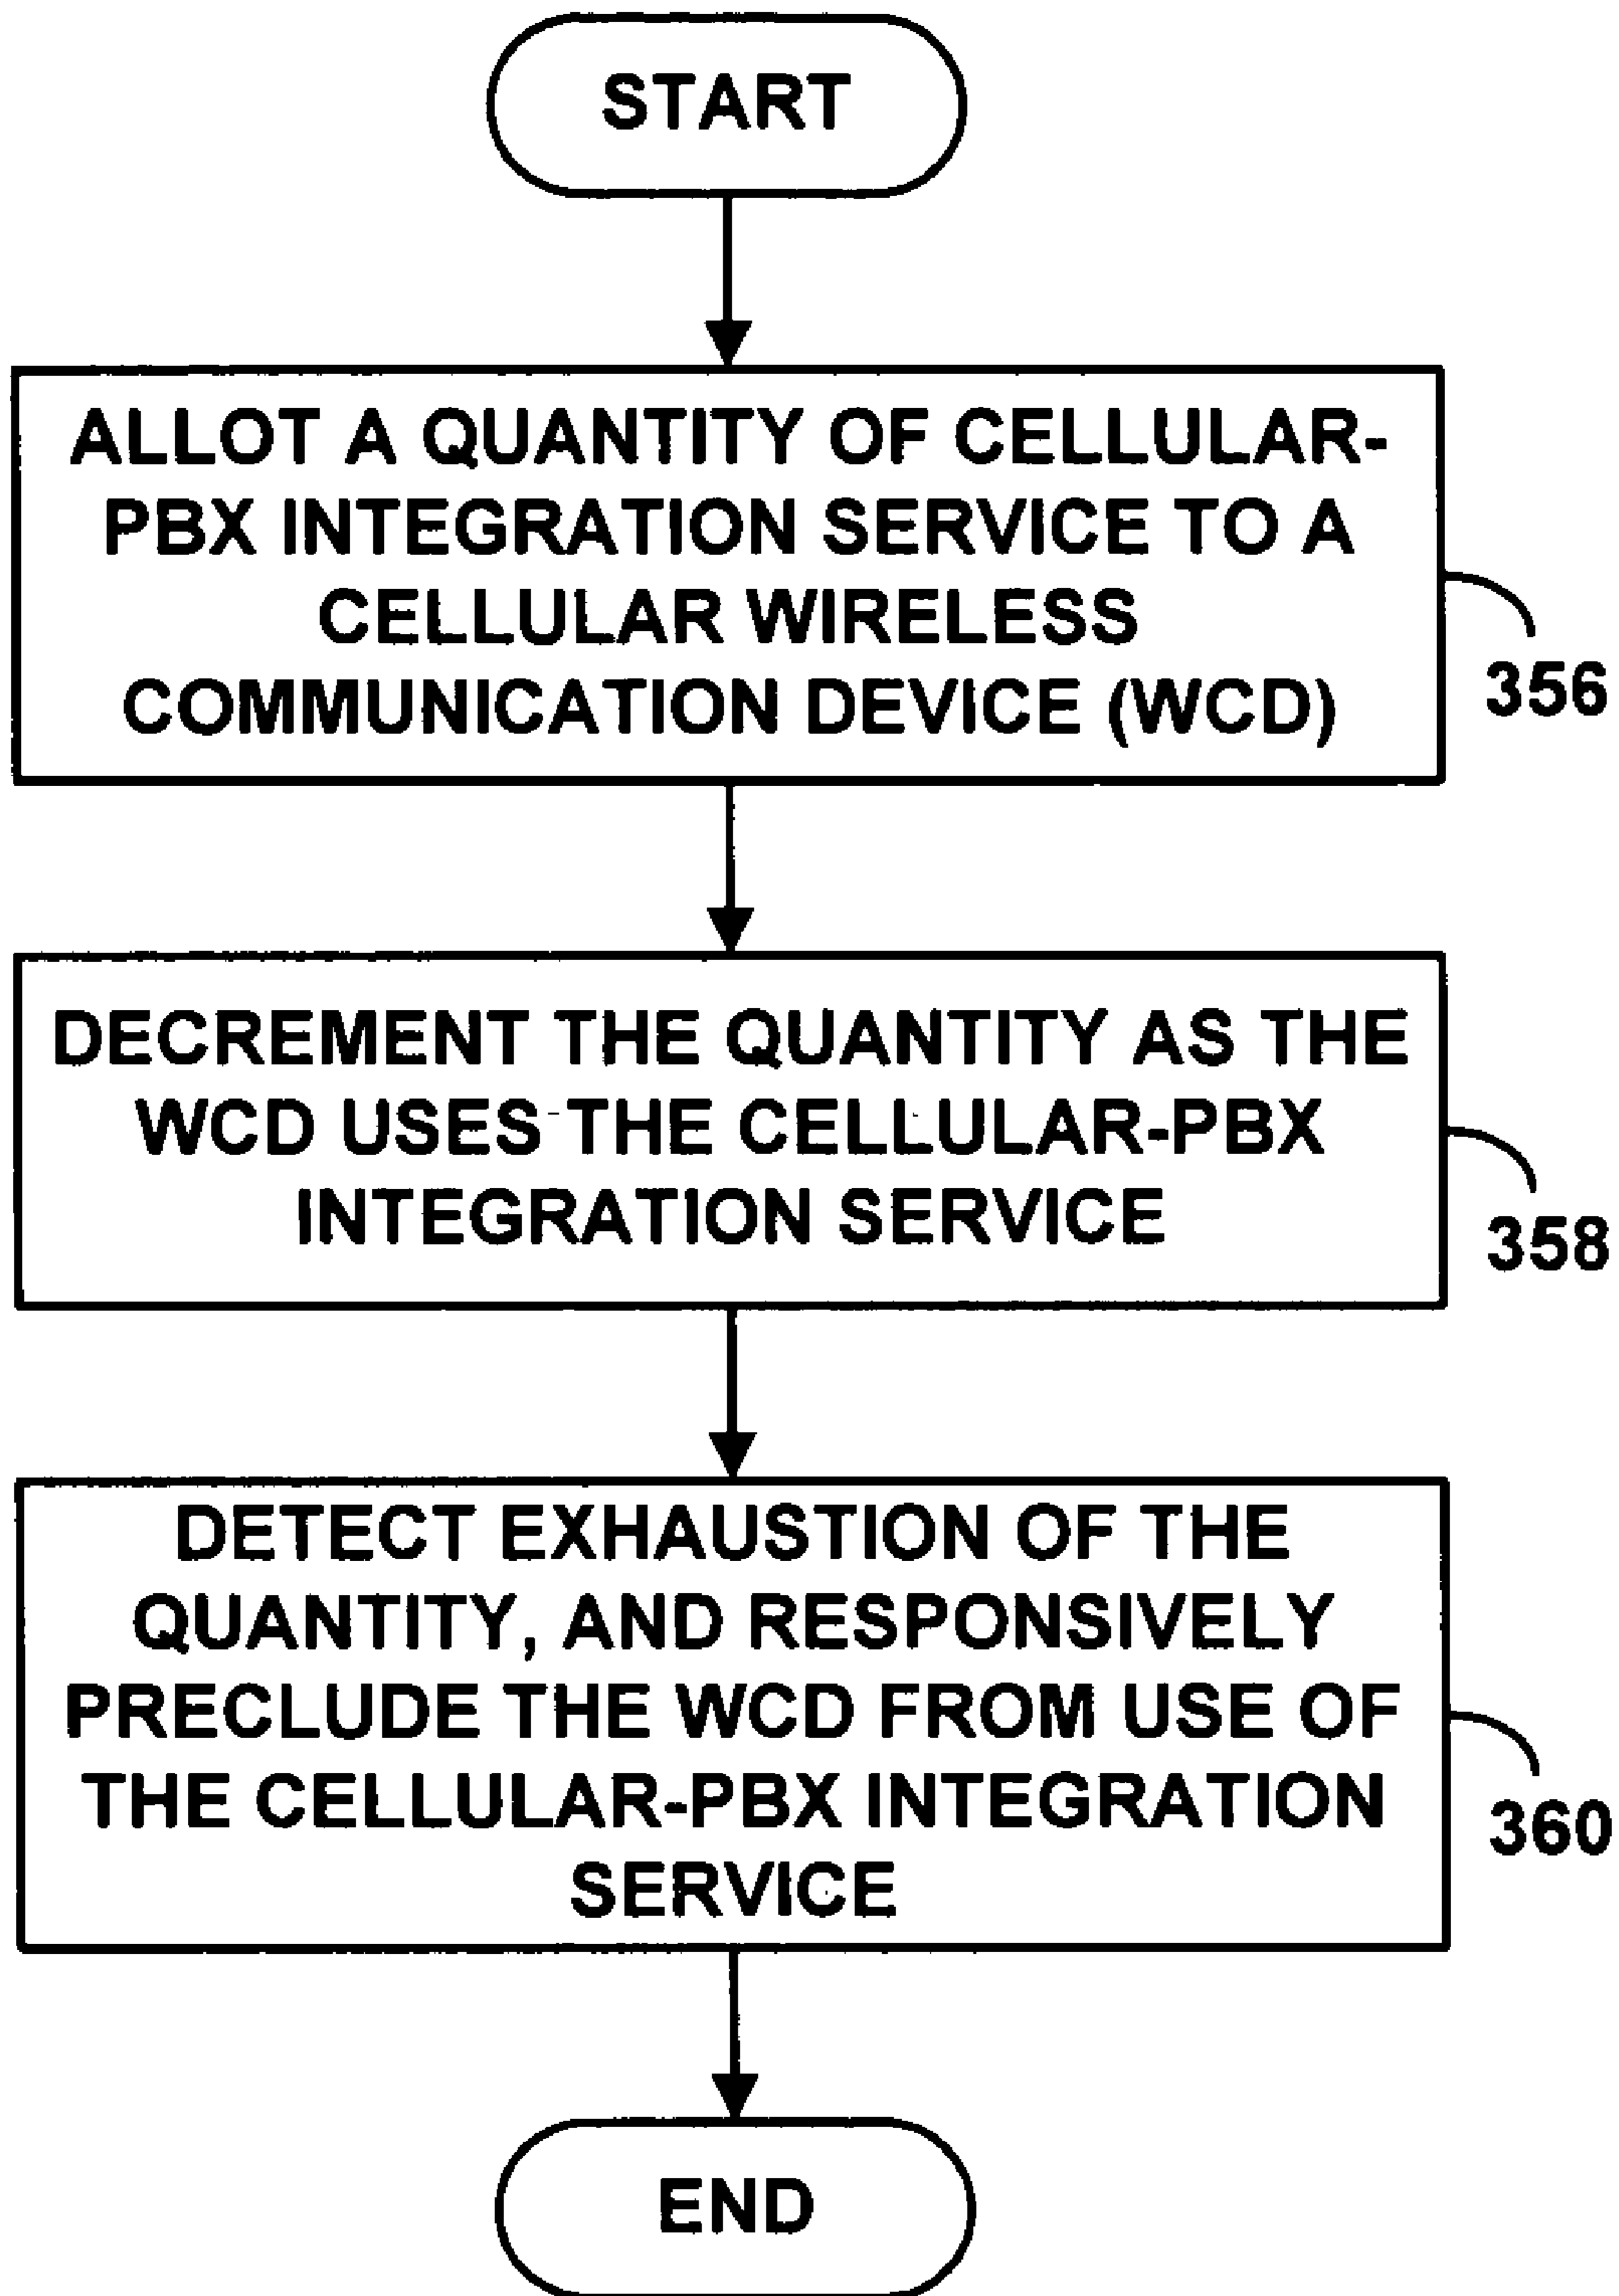 START
ALLOT A QUANTITY OF CELLULAR-
PBX INTEGRATION SERVICE TO A
CELLULAR WIRELESS
COMMUNICATION DEVICE (WCD)
356
DECREMENT THE QUANTITY AS THE
WCD USES THE CELLULAR-PBX
INTEGRATION SERVICE
358
DETECT EXHAUSTION OF THE
QUANTITY, AND RESPONSIVELY
PRECLUDE THE WCD FROM USE OF
THE CELLULAR-PBX INTEGRATION
SERVICE
360
END